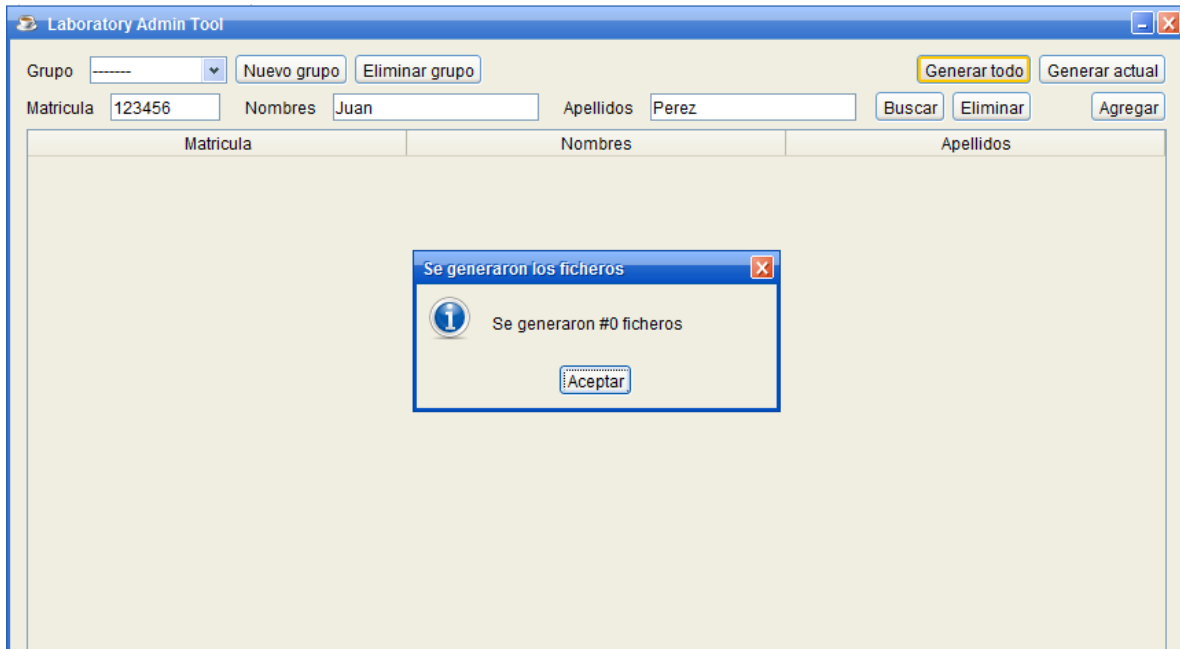 Laboratory Admin Tool
Grupo ------- Nuevo grupo Eliminar grupo Generar todo Generar actual
Matricula 123456 Nombres Juan Apellidos Perez Buscar Eliminar Agregar
Matricula Nombres Apellidos
Se generaron los ficheros
Se generaron #0 ficheros
Aceptar